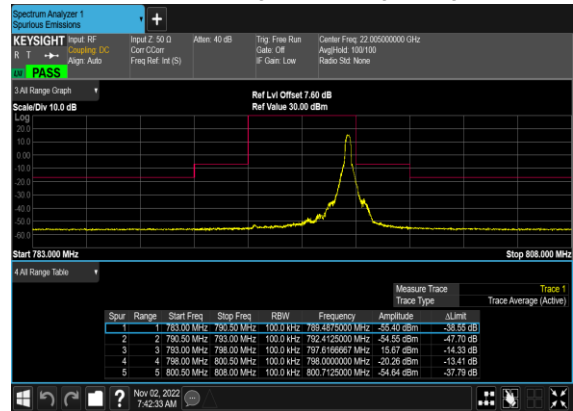 Spectrum Analyzer 1
Spurious Emissions
KEYSIGHT Input: RF Input Z: 50 Ω Atten: 40 dB Trig: Free Run Center Freq: 22.005000000 GHz
R T Coupling: DC Corr CCorr Gate: Off Avg|Hold: 100/100
Align: Auto Freq Ref: Int (S) IF Gain: Low Radio Std: None
PASS
3 All Range Graph
Ref Lvl Offset 7.60 dB
Scale/Div 10.0 dB Ref Value 30.00 dBm
Log
20.0
10.0
0.00
-10.0
-20.0
-30.0
-40.0
-50.0
-60.0
Start 783.000 MHz Stop 808.000 MHz
4 All Range Table
Measure Trace Trace 1
Trace Type Trace Average (Active)
Spur Range Start Freq Stop Freq RBW Frequency Amplitude ΔLimit
1 1 783.00 MHz 790.50 MHz 100.0 kHz 789.4875000 MHz -55.40 dBm -38.55 dB
2 2 790.50 MHz 793.00 MHz 100.0 kHz 792.4125000 MHz -54.55 dBm -47.70 dB
3 3 793.00 MHz 798.00 MHz 100.0 kHz 797.6166667 MHz 15.67 dBm -14.33 dB
4 4 798.00 MHz 800.50 MHz 100.0 kHz 798.0000000 MHz -20.26 dBm -13.41 dB
5 5 800.50 MHz 808.00 MHz 100.0 kHz 800.7125000 MHz -54.64 dBm -37.79 dB
? Nov 02, 2022
7:42:33 AM